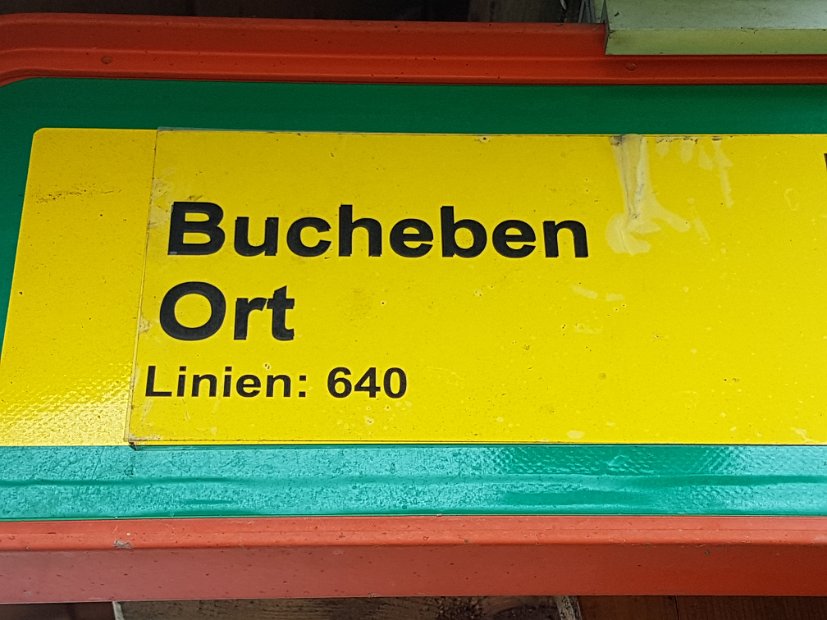 Bucheben
Ort
Linien: 640